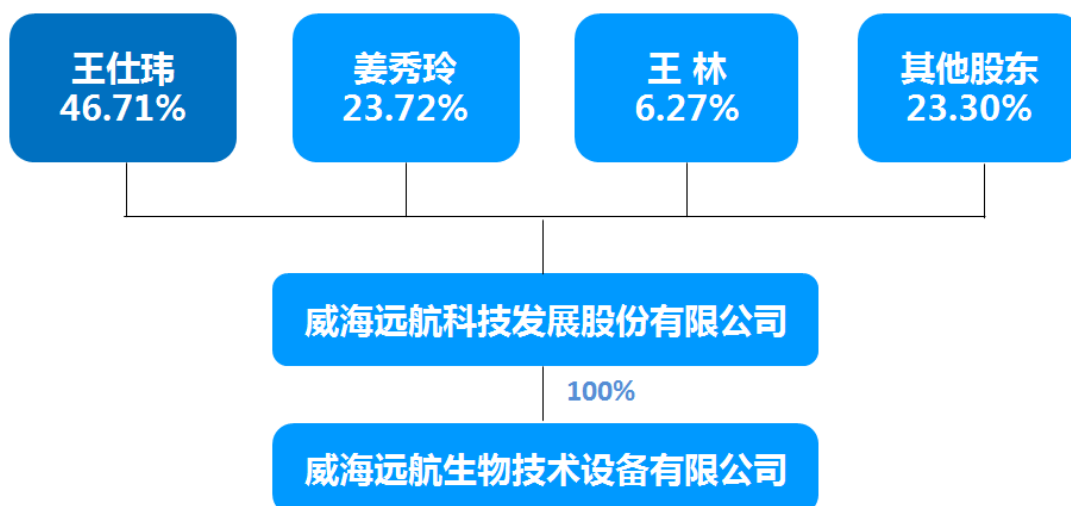 王仕玮
46.71%
姜秀玲
23.72%
王 林
6.27%
其他股东
23.30%
威海远航科技发展股份有限公司
100%
威海远航生物技术设备有限公司